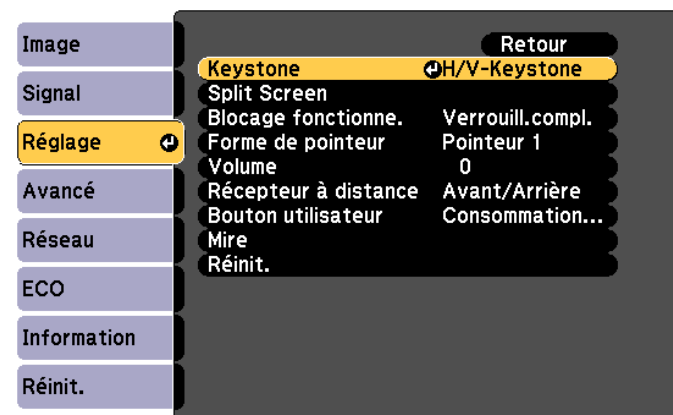 Image
Signal
Réglage
Avancé
Réseau
ECO
Information
Réinit.
Retour
Keystone H/V-Keystone
Split Screen
Blocage fonctionne. Verrouill.compl.
Forme de pointeur Pointeur 1
Volume 0
Récepteur à distance Avant/Arrière
Bouton utilisateur Consommation...
Mire
Réinit.